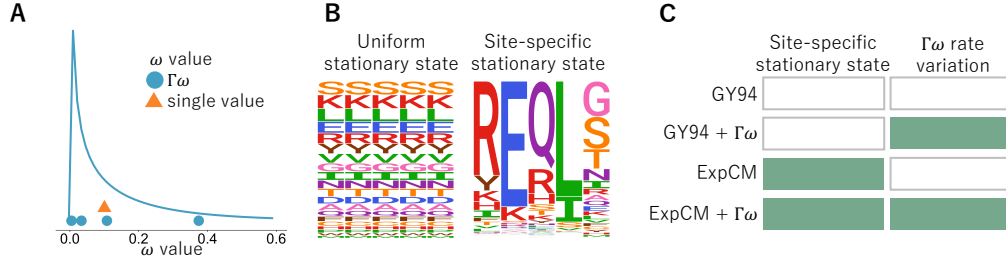 A
ω value
Γω
single value
0.0
0.2
0.4
0.6
ω value
B
Uniform
stationary state
Site-specific
stationary state
S S S S S
K K K K K
L L L L L
E E E E E
R R R R R
Y Y Y Y Y
V V V V V
G G G G G
I I I I I
N N N N N
T T T T T
D D D D D
A A A A A
Q Q Q Q Q
R E Q L G
S
T
N
Y
K
K
R
H
I
C
Site-specific
stationary state
Γω rate
variation
GY94
GY94 + Γω
ExpCM
ExpCM + Γω